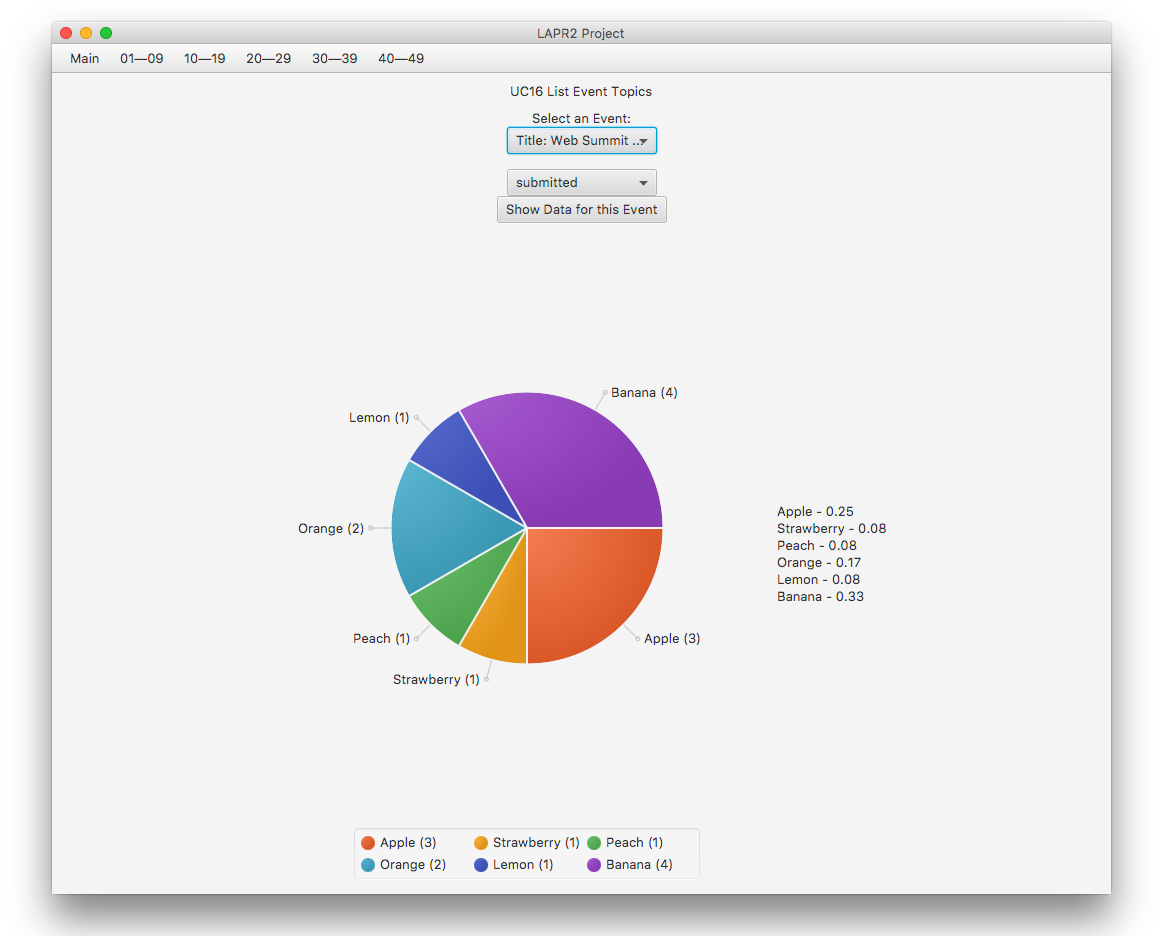 LAPR2 Project
Main 01—09 10—19 20—29 30—39 40—49
UC16 List Event Topics
Select an Event:
Title: Web Summit ...
submitted
Show Data for this Event
Banana (4)
Lemon (1)
Orange (2)
Peach (1)
Strawberry (1)
Apple (3)
Apple - 0.25
Strawberry - 0.08
Peach - 0.08
Orange - 0.17
Lemon - 0.08
Banana - 0.33
Apple (3) Strawberry (1) Peach (1)
Orange (2) Lemon (1) Banana (4)